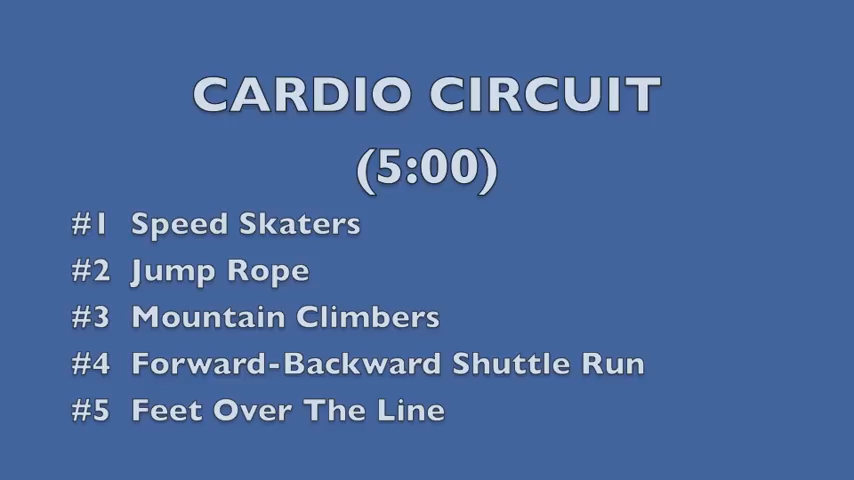 CARDIO CIRCUIT
(5:00)
#1 Speed Skaters
#2 Jump Rope
#3 Mountain Climbers
#4 Forward-Backward Shuttle Run
#5 Feet Over The Line